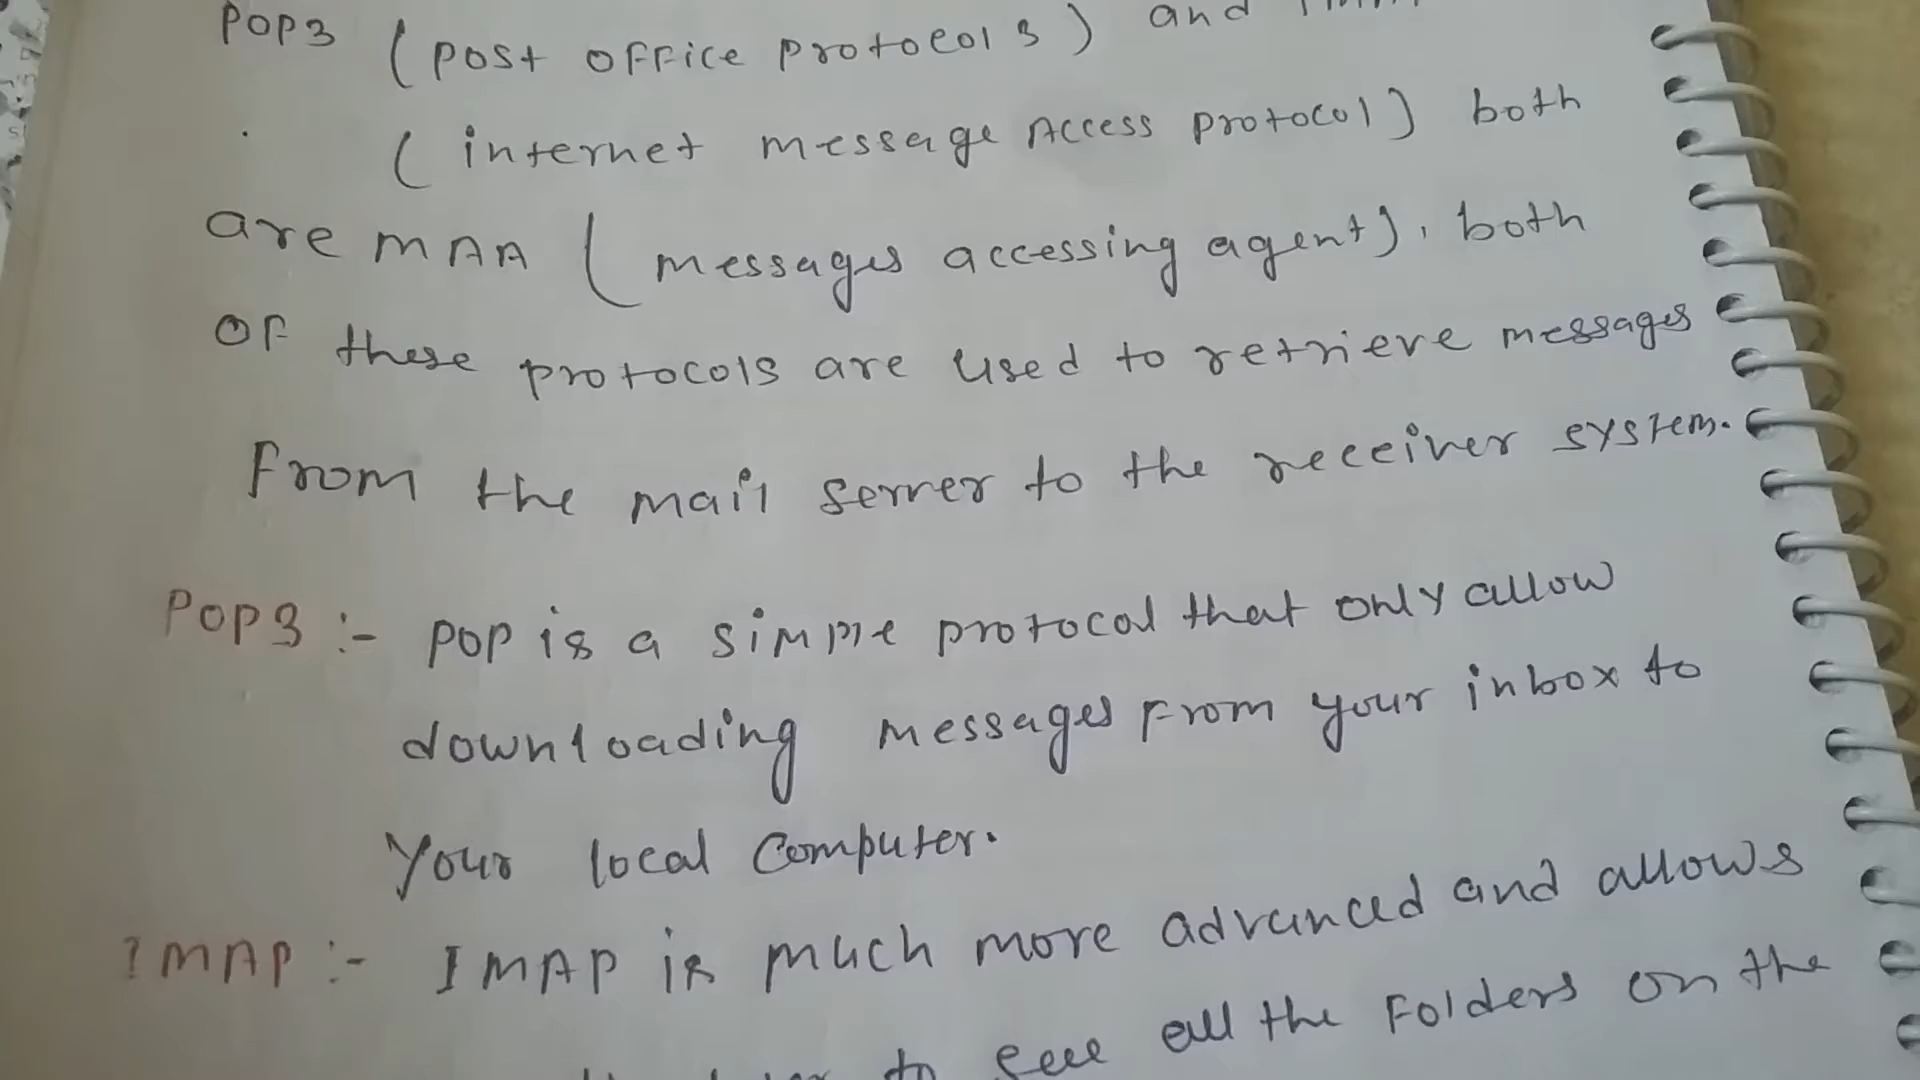 POP3 (post office protocol 3) and
(internet message Access protocol) both
are MAA (messages accessing agent), both
of these protocols are used to retrieve messages
From the mail server to the receiver system.
POP3 :- POP is a simple protocol that only allow
downloading messages From your inbox to
Your local Computer.
IMAP :- IMAP is much more advanced and allows
to see all the Folders on the